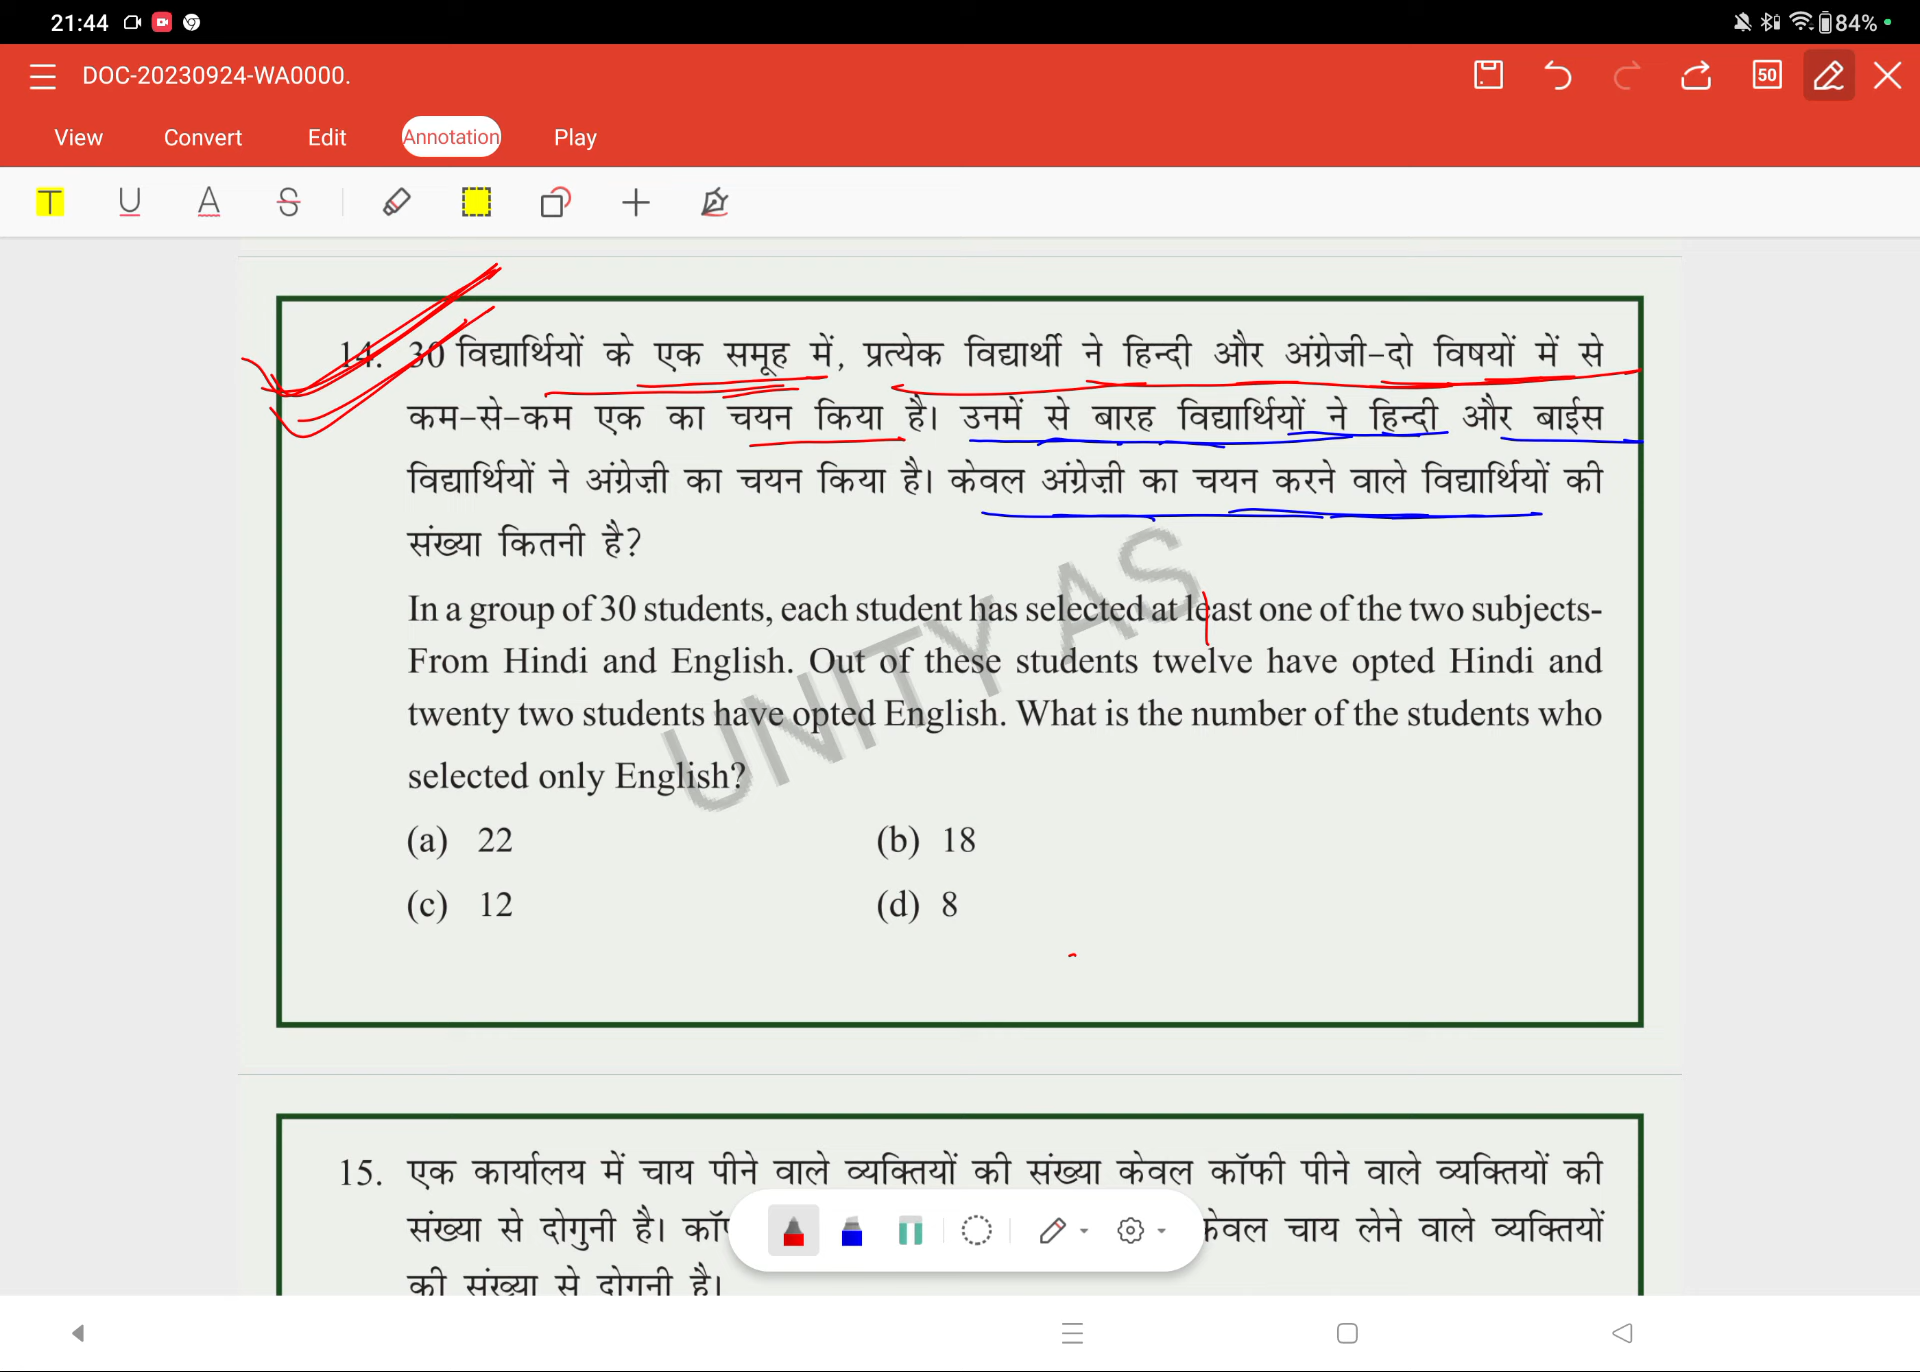 21:44
84%
DOC-20230924-WA0000.
50
View Convert Edit Annotation Play
T U A S
14. 30 विद्यार्थियों के एक समूह में, प्रत्येक विद्यार्थी ने हिन्दी और अंग्रेजी-दो विषयों में से
कम-से-कम एक का चयन किया है। उनमें से बारह विद्यार्थियों ने हिन्दी और बाईस
विद्यार्थियों ने अंग्रेज़ी का चयन किया है। केवल अंग्रेज़ी का चयन करने वाले विद्यार्थियों की
संख्या कितनी है?
In a group of 30 students, each student has selected at least one of the two subjects-
From Hindi and English. Out of these students twelve have opted Hindi and
twenty two students have opted English. What is the number of the students who
selected only English?
UNITY AS
(a) 22 (b) 18
(c) 12 (d) 8
15. एक कार्यालय में चाय पीने वाले व्यक्तियों की संख्या केवल कॉफी पीने वाले व्यक्तियों की
संख्या से दोगुनी है। केवल चाय लेने वाले व्यक्तियों
की संख्या से दोगुनी है।